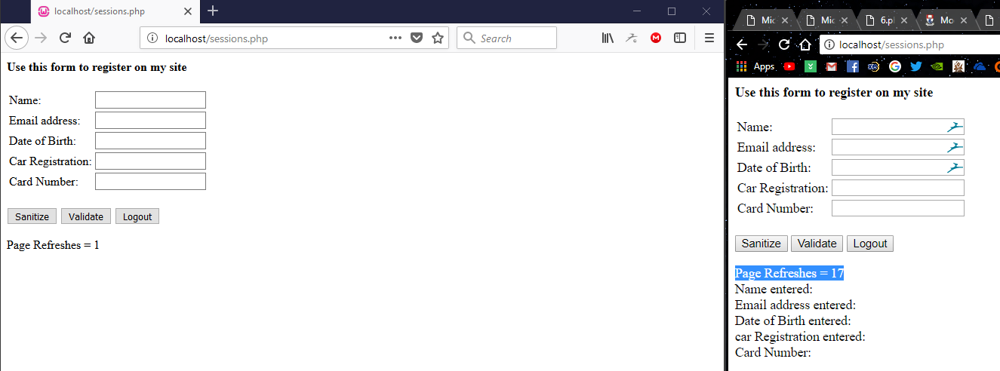 localhost/sessions.php
localhost/sessions.php
Search
Use this form to register on my site
Name:
Email address:
Date of Birth:
Car Registration:
Card Number:
Sanitize Validate Logout
Page Refreshes = 1
Mic Mic 6.pl Mo
localhost/sessions.php
Apps
Use this form to register on my site
Name:
Email address:
Date of Birth:
Car Registration:
Card Number:
Sanitize Validate Logout
Page Refreshes = 17
Name entered:
Email address entered:
Date of Birth entered:
car Registration entered:
Card Number: